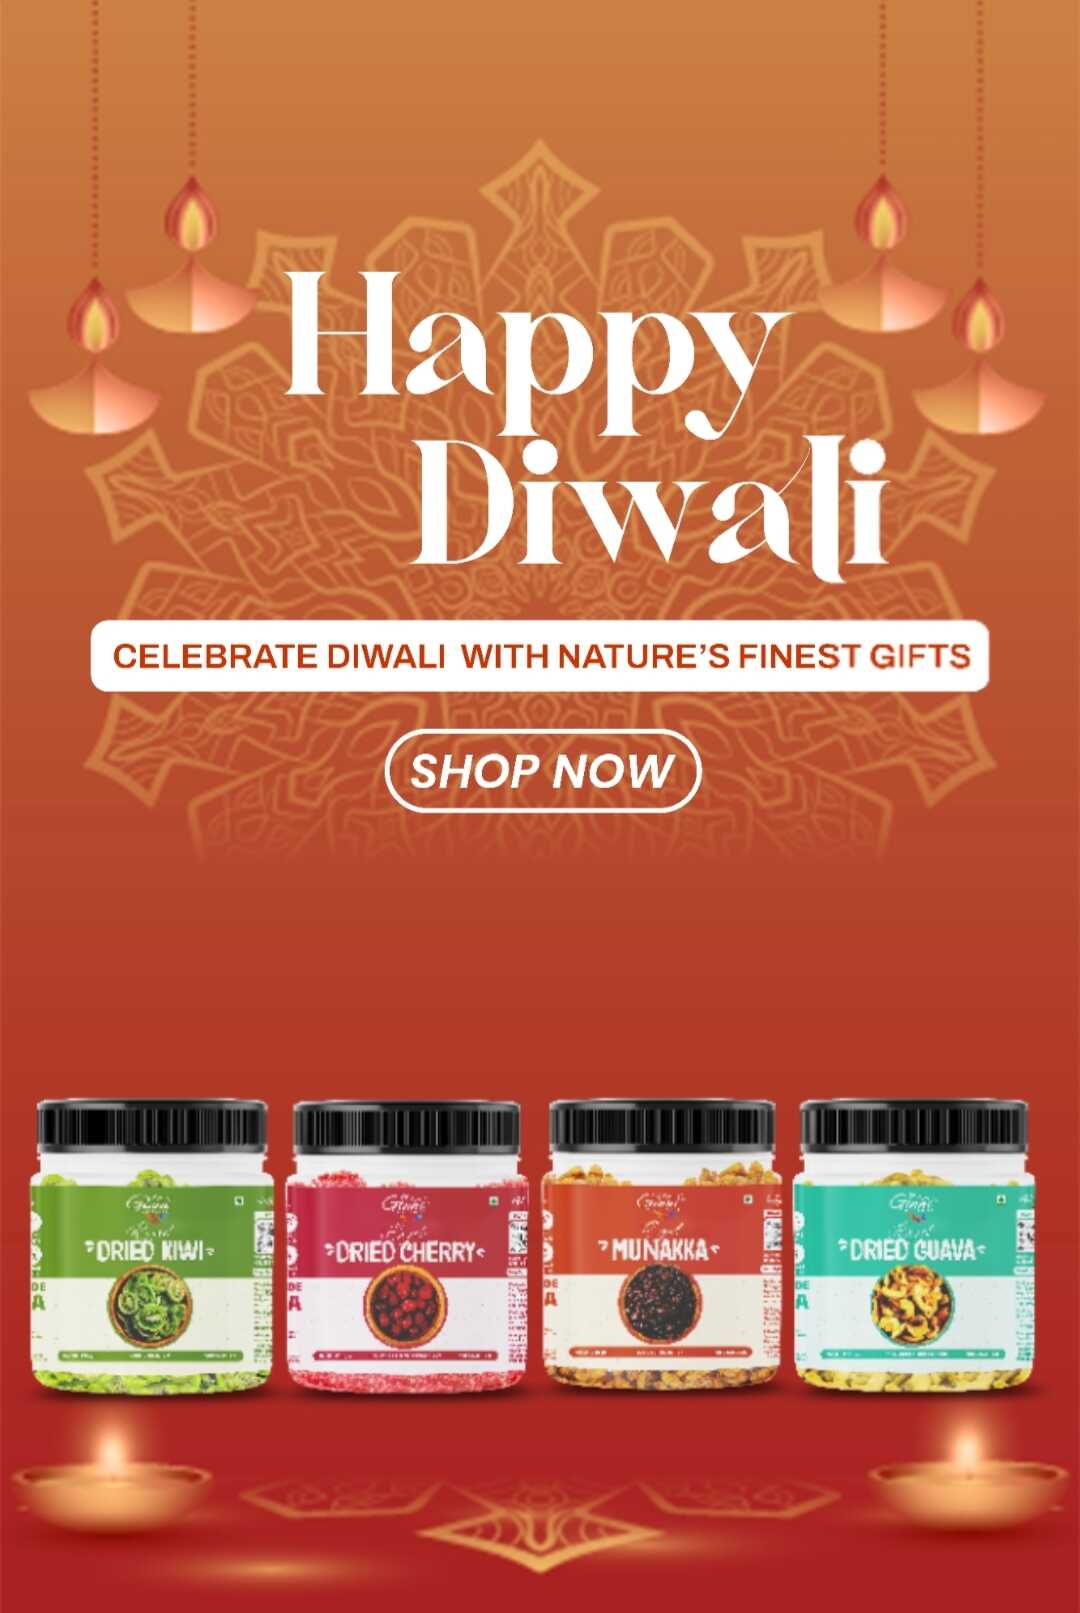 Happy
Diwali
CELEBRATE DIWALI WITH NATURE'S FINEST GIFTS
SHOP NOW
DRIED KIWI
DRIED CHERRY
MUNAKKA
DRIED GUAVA